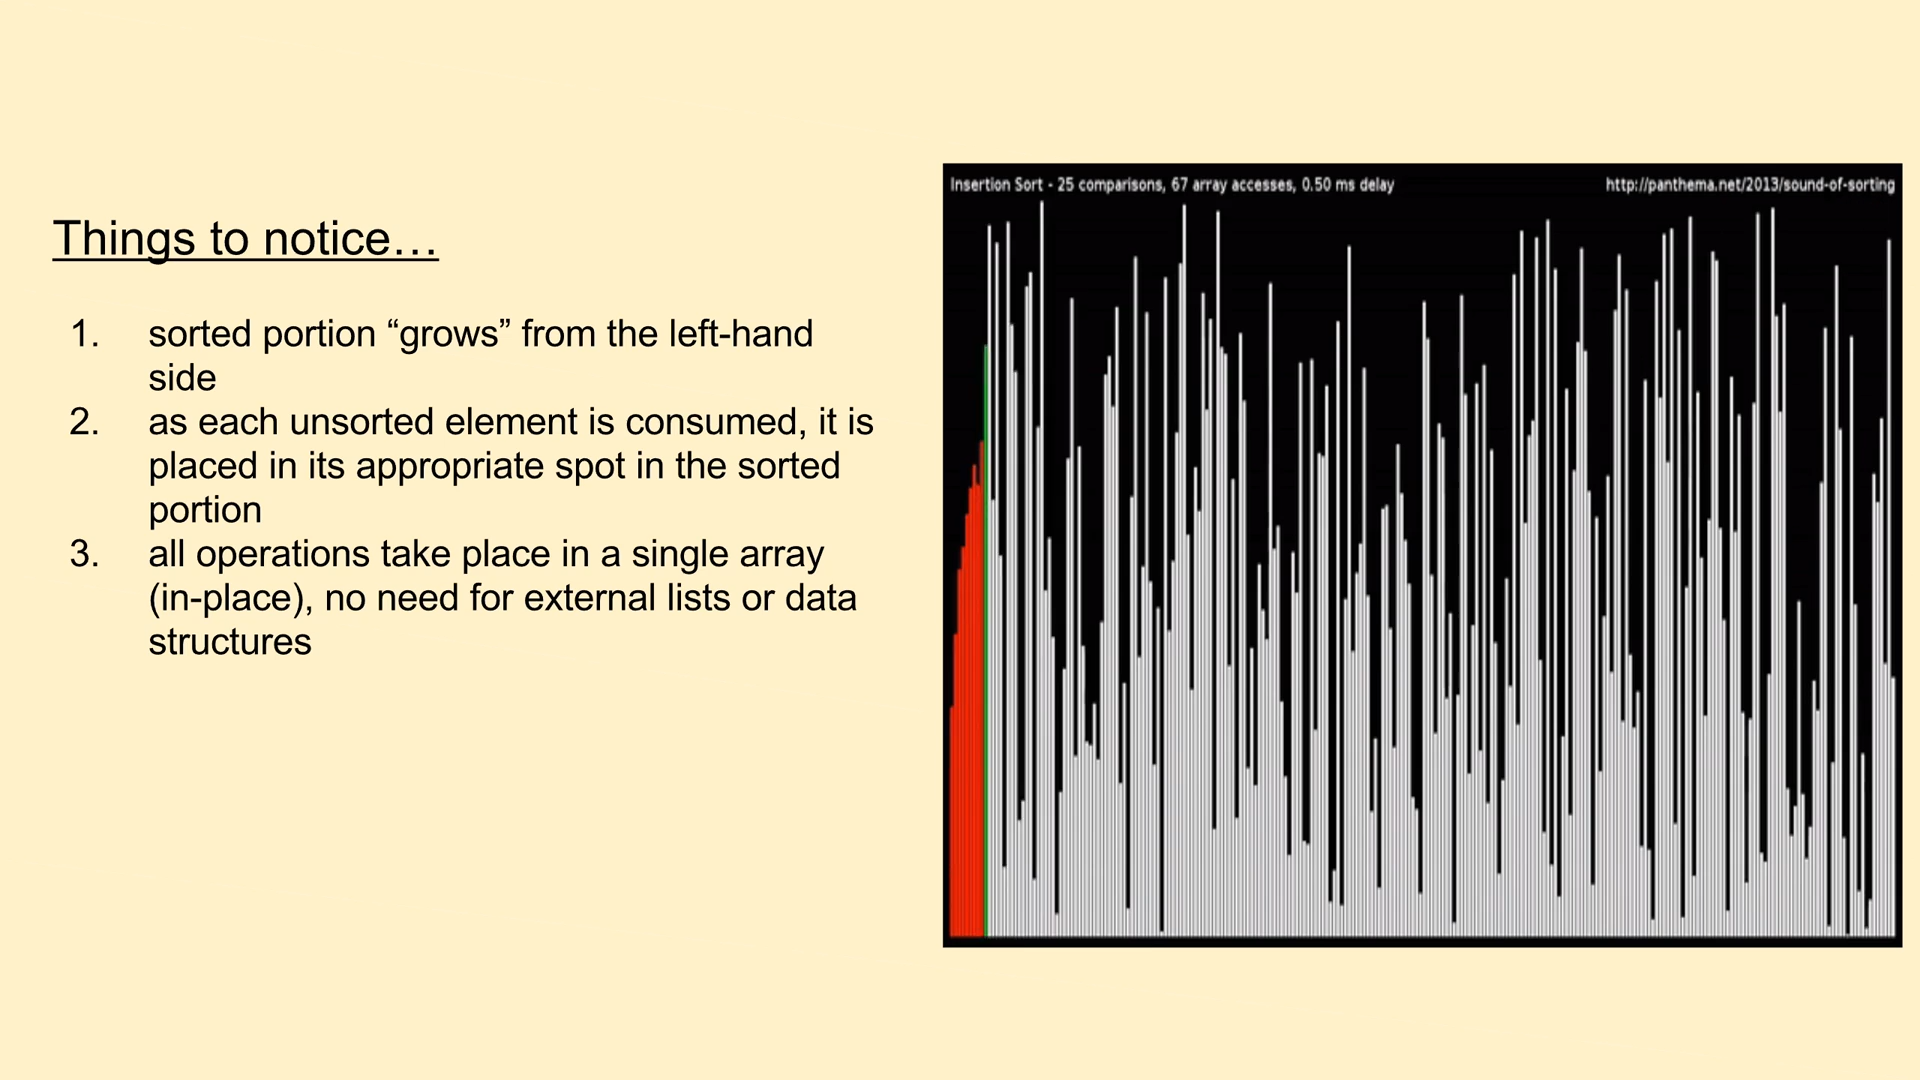 Things to notice…
1. sorted portion “grows” from the left-hand
side
2. as each unsorted element is consumed, it is
placed in its appropriate spot in the sorted
portion
3. all operations take place in a single array
(in-place), no need for external lists or data
structures
Insertion Sort - 25 comparisons, 67 array accesses, 0.50 ms delay
http://panthema.net/2013/sound-of-sorting